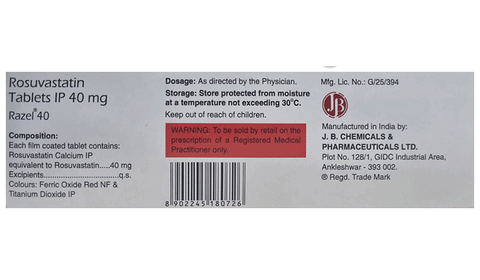 Rosuvastatin
Tablets IP 40 mg
Razel® 40
Composition:
Each film coated tablet contains:
Rosuvastatin Calcium IP
equivalent to Rosuvastatin.....40 mg
Excipients..............................q.s.
Colours: Ferric Oxide Red NF &
Titanium Dioxide IP
Dosage: As directed by the Physician.
Storage: Store protected from moisture
at a temperature not exceeding 30°C.
Keep out of reach of children.
WARNING: To be sold by retail on the
prescription of a Registered Medical
Practitioner only.
8 902245 180726
Mfg. Lic. No.: G/25/394
JB
Manufactured in India by:
J. B. CHEMICALS &
PHARMACEUTICALS LTD.
Plot No. 128/1, GIDC Industrial Area,
Ankleshwar - 393 002.
® Regd. Trade Mark